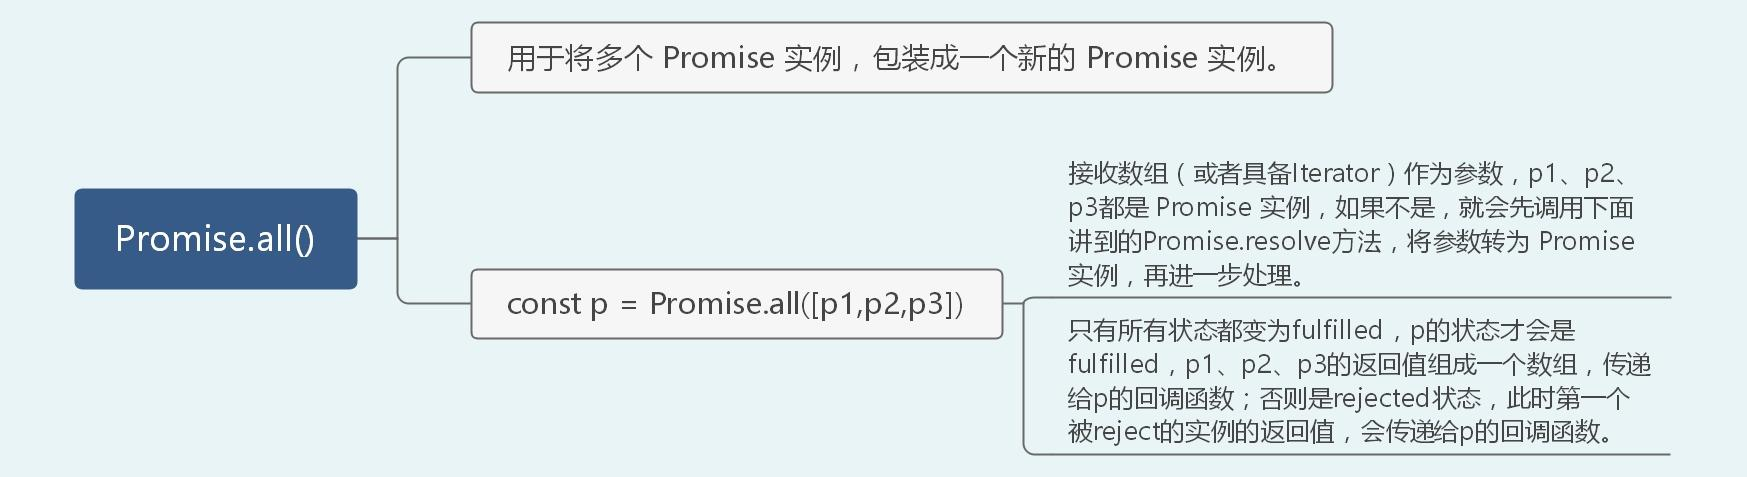 用于将多个 Promise 实例，包装成一个新的 Promise 实例。
接收数组（或者具备Iterator）作为参数，p1、p2、
p3都是 Promise 实例，如果不是，就会先调用下面
讲到的Promise.resolve方法，将参数转为 Promise
实例，再进一步处理。
Promise.all()
const p = Promise.all([p1,p2,p3])
只有所有状态都变为fulfilled，p的状态才会是
fulfilled，p1、p2、p3的返回值组成一个数组，传递
给p的回调函数；否则是rejected状态，此时第一个
被reject的实例的返回值，会传递给p的回调函数。